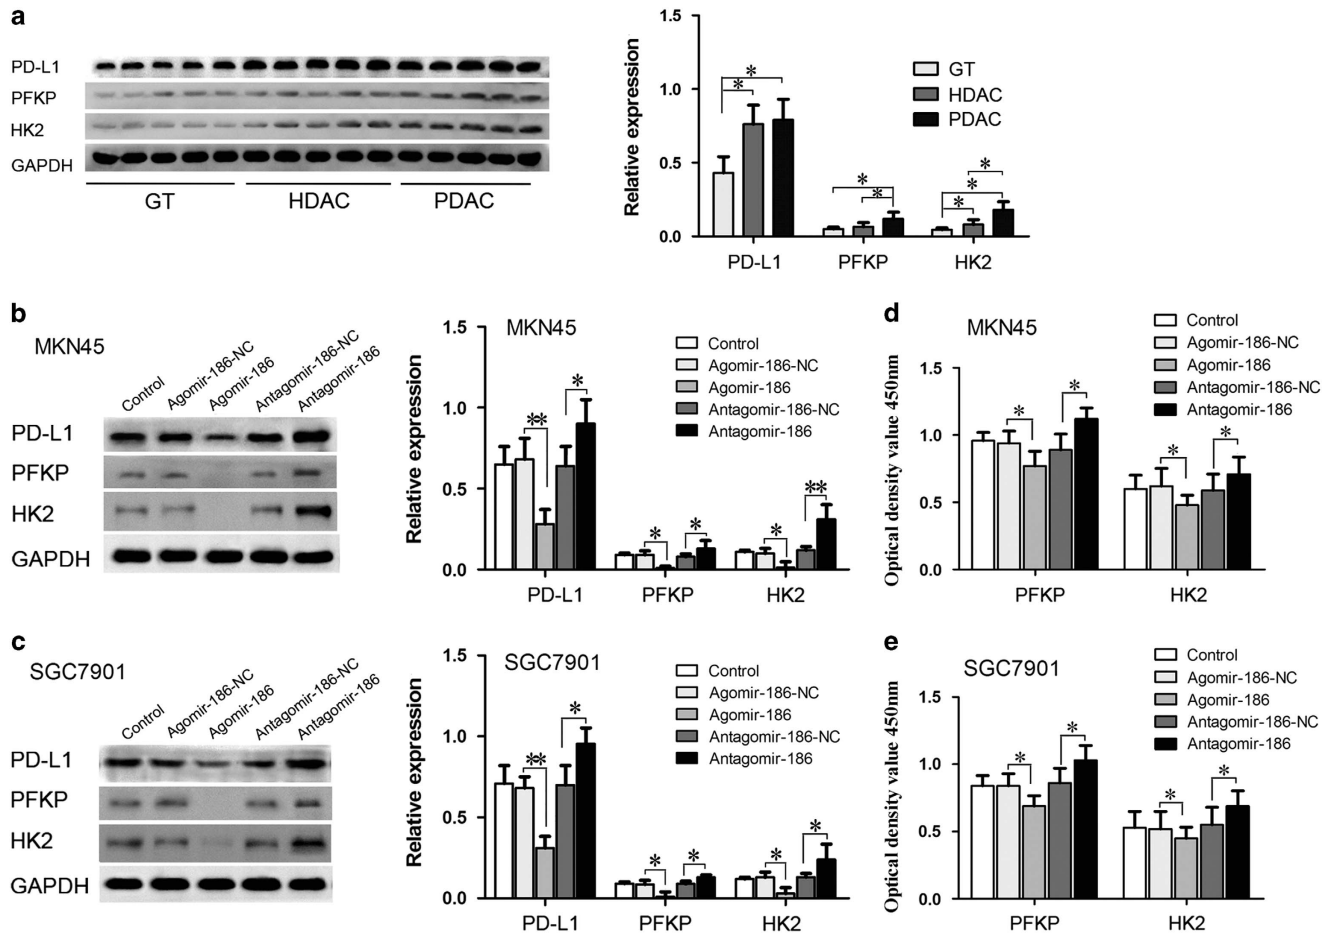 a
PD-L1
PFKP
HK2
GAPDH
GT
HDAC
PDAC
Relative expression
1.5
1.0
0.5
0.0
* *
* *
* * *
GT
HDAC
PDAC
PD-L1
PFKP
HK2
b
MKN45
Control
Agomir-186-NC
Agomir-186
Antagomir-186-NC
Antagomir-186
PD-L1
PFKP
HK2
GAPDH
Relative expression
1.5
1.0
0.5
0.0
MKN45
Control
Agomir-186-NC
Agomir-186
Antagomir-186-NC
Antagomir-186
** *
* *
* **
PD-L1
PFKP
HK2
d
MKN45
Optical density value 450nm
1.5
1.0
0.5
0.0
Control
Agomir-186-NC
Agomir-186
Antagomir-186-NC
Antagomir-186
* *
* *
PFKP
HK2
c
SGC7901
Control
Agomir-186-NC
Agomir-186
Antagomir-186-NC
Antagomir-186
PD-L1
PFKP
HK2
GAPDH
Relative expression
1.5
1.0
0.5
0.0
SGC7901
Control
Agomir-186-NC
Agomir-186
Antagomir-186-NC
Antagomir-186
** *
* *
* *
PD-L1
PFKP
HK2
e
SGC7901
Optical density value 450nm
1.5
1.0
0.5
0.0
Control
Agomir-186-NC
Agomir-186
Antagomir-186-NC
Antagomir-186
* *
* *
PFKP
HK2